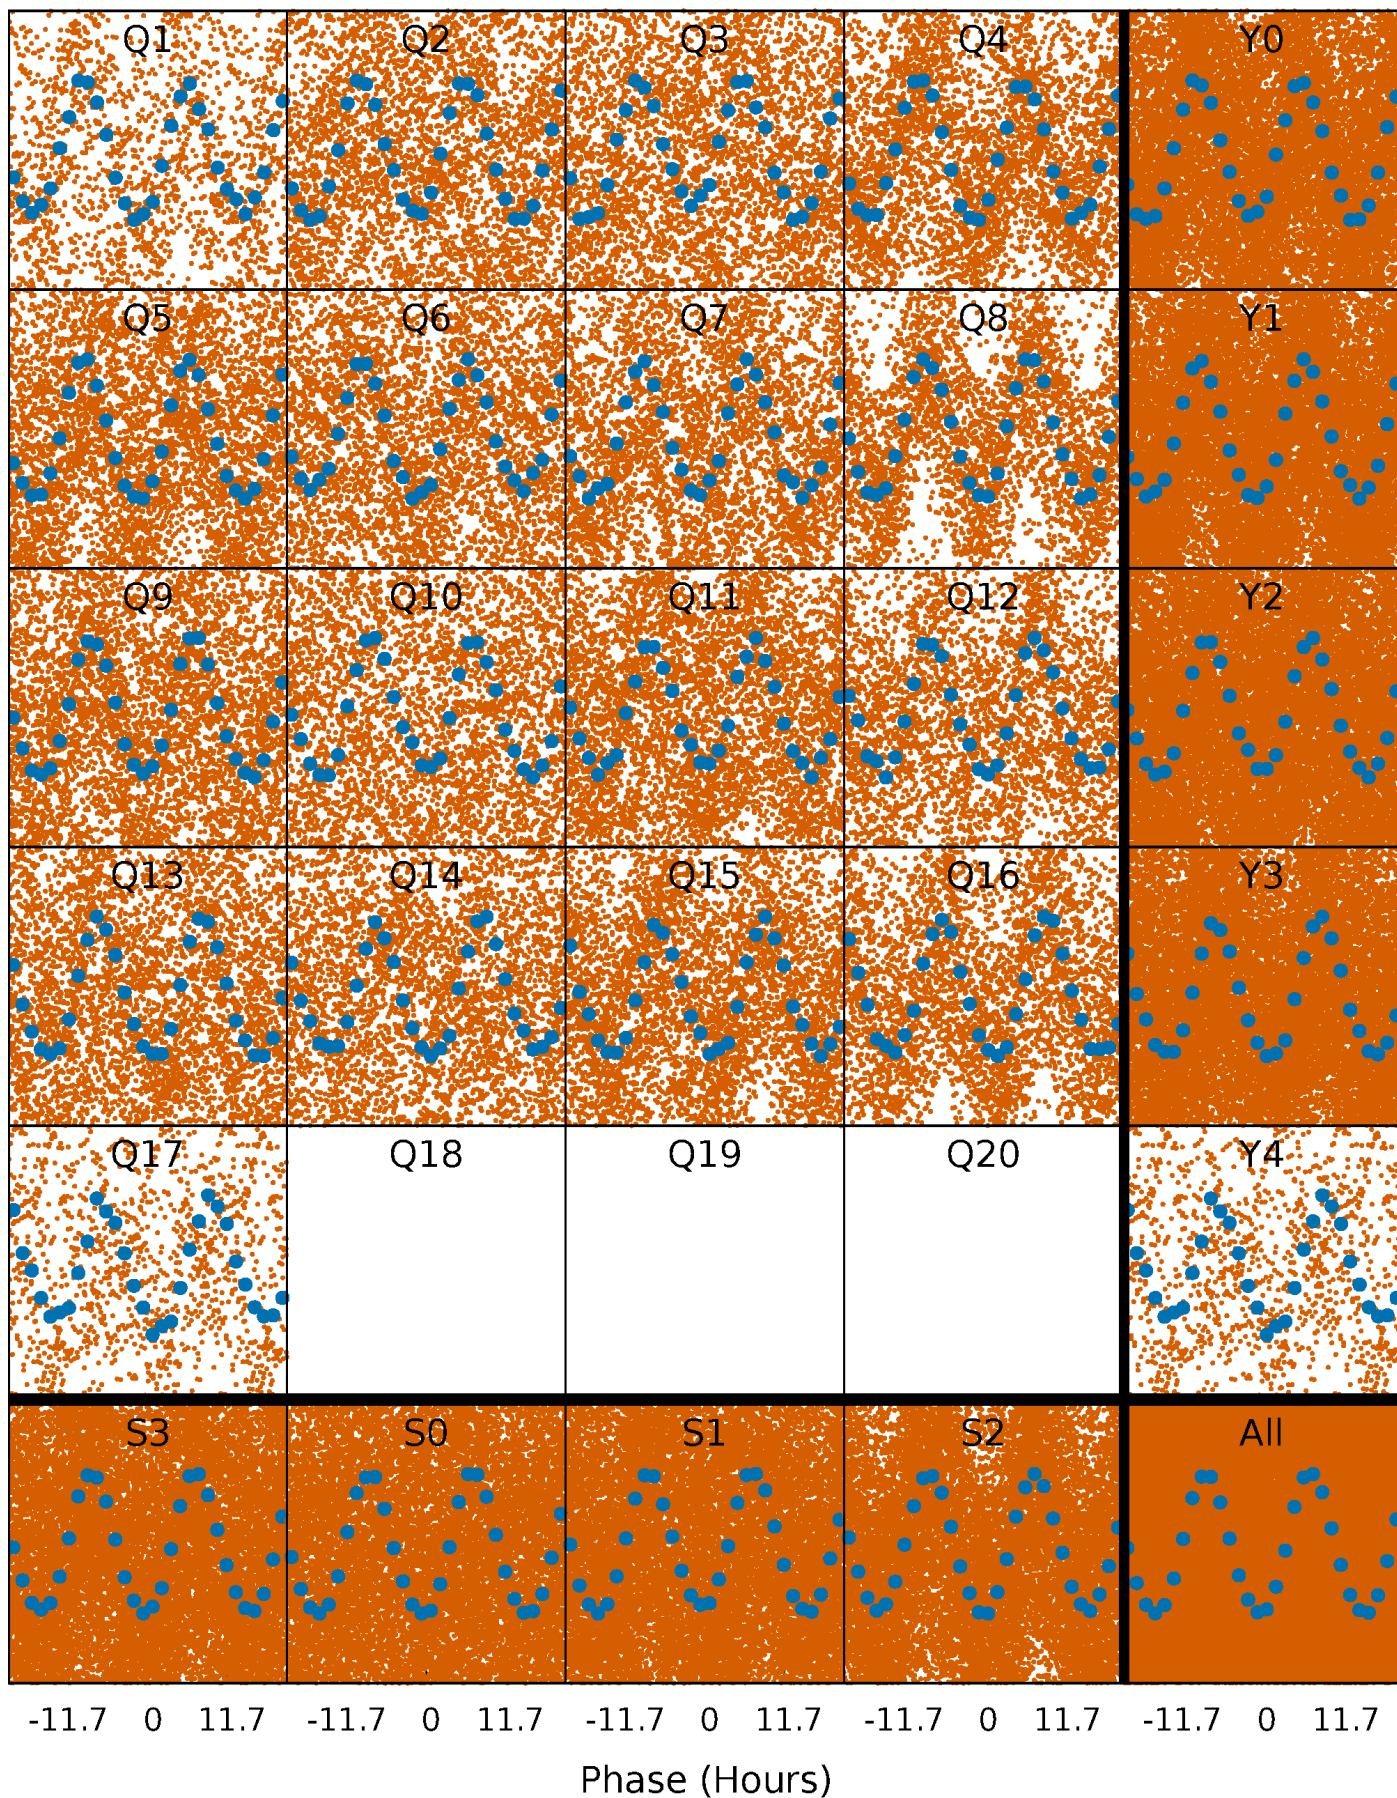 Q1 Q2 Q3 Q4 Y0
Q5 Q6 Q7 Q8 Y1
Q9 Q10 Q11 Q12 Y2
Q13 Q14 Q15 Q16 Y3
Q17 Q18 Q19 Q20 Y4
S3 S0 S1 S2 All
-11.7 0 11.7 -11.7 0 11.7 -11.7 0 11.7 -11.7 0 11.7 -11.7 0 11.7
Phase (Hours)